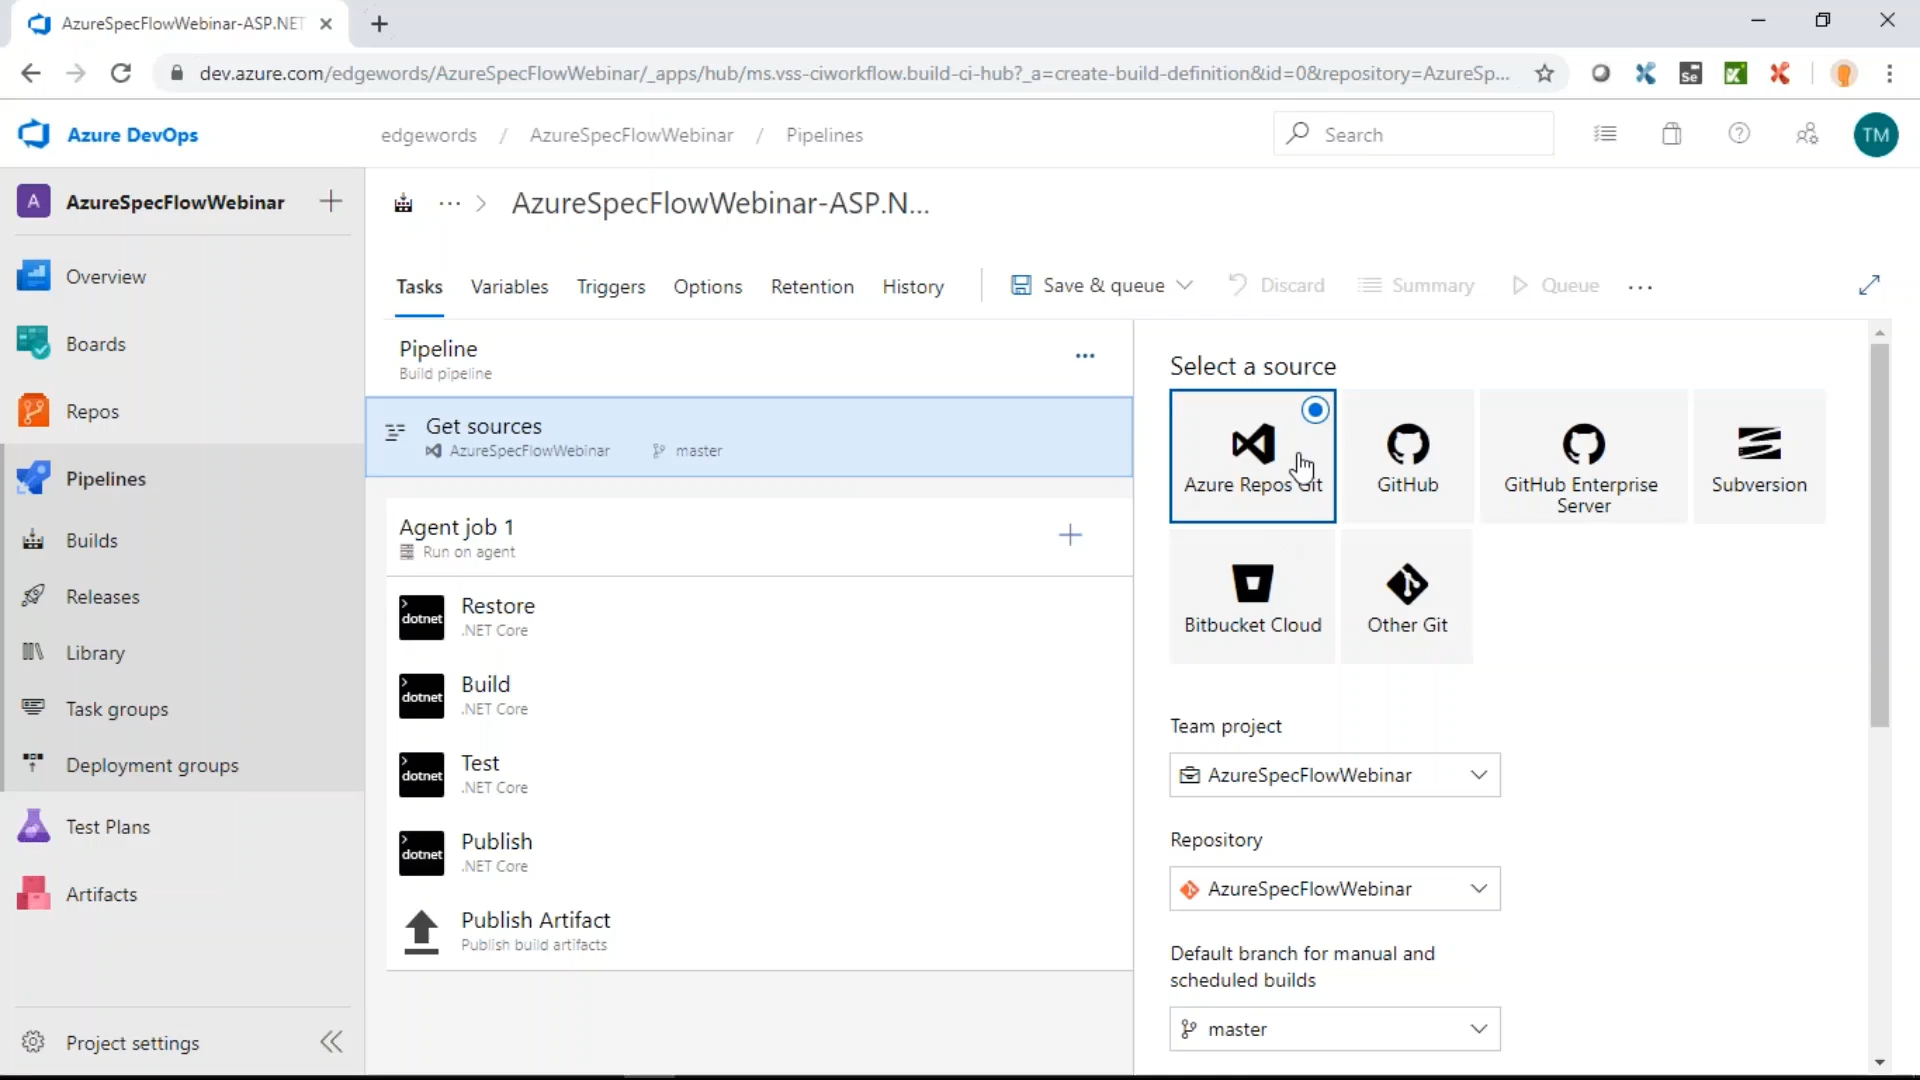 AzureSpecFlowWebinar-ASP.NET
dev.azure.com/edgewords/AzureSpecFlowWebinar/_apps/hub/ms.vss-ciworkflow.build-ci-hub?_a=create-build-definition&id=0&repository=AzureSp...
Se
Azure DevOps
edgewords / AzureSpecFlowWebinar / Pipelines
Search
TM
A AzureSpecFlowWebinar
Overview
Boards
Repos
Pipelines
Builds
Releases
Library
Task groups
Deployment groups
Test Plans
Artifacts
Project settings
... > AzureSpecFlowWebinar-ASP.N...
Tasks Variables Triggers Options Retention History Save & queue Discard Summary Queue ...
Pipeline
Build pipeline
Get sources
AzureSpecFlowWebinar master
Agent job 1
Run on agent
dotnet
Restore
.NET Core
dotnet
Build
.NET Core
dotnet
Test
.NET Core
dotnet
Publish
.NET Core
Publish Artifact
Publish build artifacts
Select a source
Azure Repos Git
GitHub
GitHub Enterprise
Server
Subversion
Bitbucket Cloud
Other Git
Team project
AzureSpecFlowWebinar
Repository
AzureSpecFlowWebinar
Default branch for manual and
scheduled builds
master